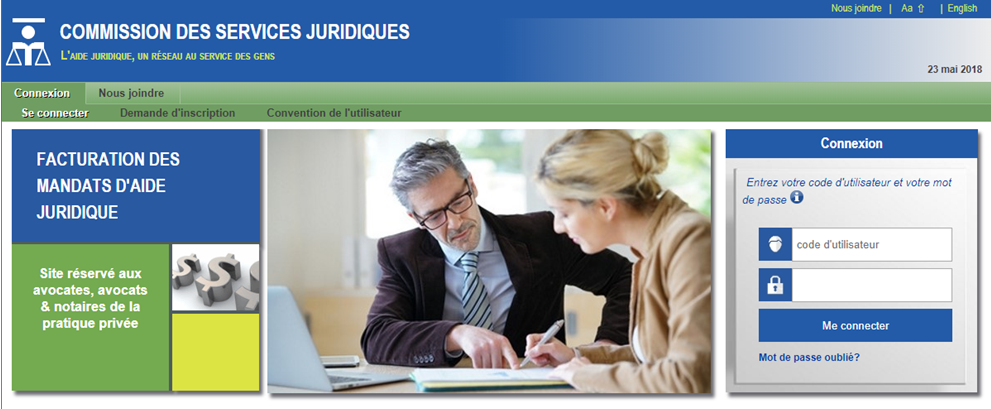 Nous joindre | Aa ⇧ | English
COMMISSION DES SERVICES JURIDIQUES
L'AIDE JURIDIQUE, UN RÉSEAU AU SERVICE DES GENS
23 mai 2018
Connexion Nous joindre
Se connecter Demande d'inscription Convention de l'utilisateur
FACTURATION DES
MANDATS D'AIDE
JURIDIQUE
Site réservé aux
avocates, avocats
& notaires de la
pratique privée
Connexion
Entrez votre code d'utilisateur et votre mot
de passe
code d'utilisateur
Me connecter
Mot de passe oublié?